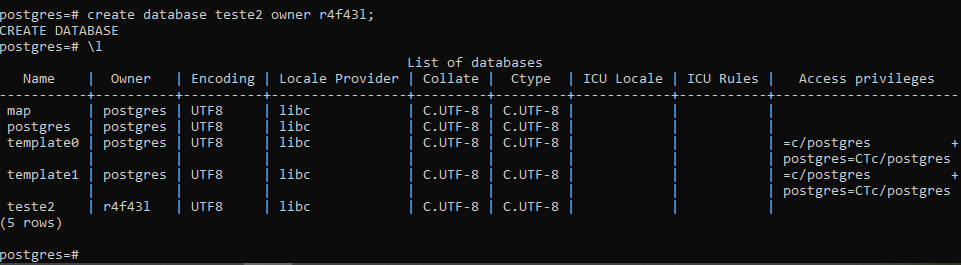 postgres=# create database teste2 owner r4f43l;
CREATE DATABASE
postgres=# \l
                                                   List of databases
   Name    |  Owner   | Encoding | Locale Provider | Collate | Ctype   | ICU Locale | ICU Rules |   Access privileges
-----------+----------+----------+-----------------+---------+---------+------------+-----------+-----------------------
 map       | postgres | UTF8     | libc            | C.UTF-8 | C.UTF-8 |            |           |
 postgres  | postgres | UTF8     | libc            | C.UTF-8 | C.UTF-8 |            |           |
 template0 | postgres | UTF8     | libc            | C.UTF-8 | C.UTF-8 |            |           | =c/postgres          +
           |          |          |                 |         |         |            |           | postgres=CTc/postgres
 template1 | postgres | UTF8     | libc            | C.UTF-8 | C.UTF-8 |            |           | =c/postgres          +
           |          |          |                 |         |         |            |           | postgres=CTc/postgres
 teste2    | r4f43l   | UTF8     | libc            | C.UTF-8 | C.UTF-8 |            |           |
(5 rows)

postgres=#